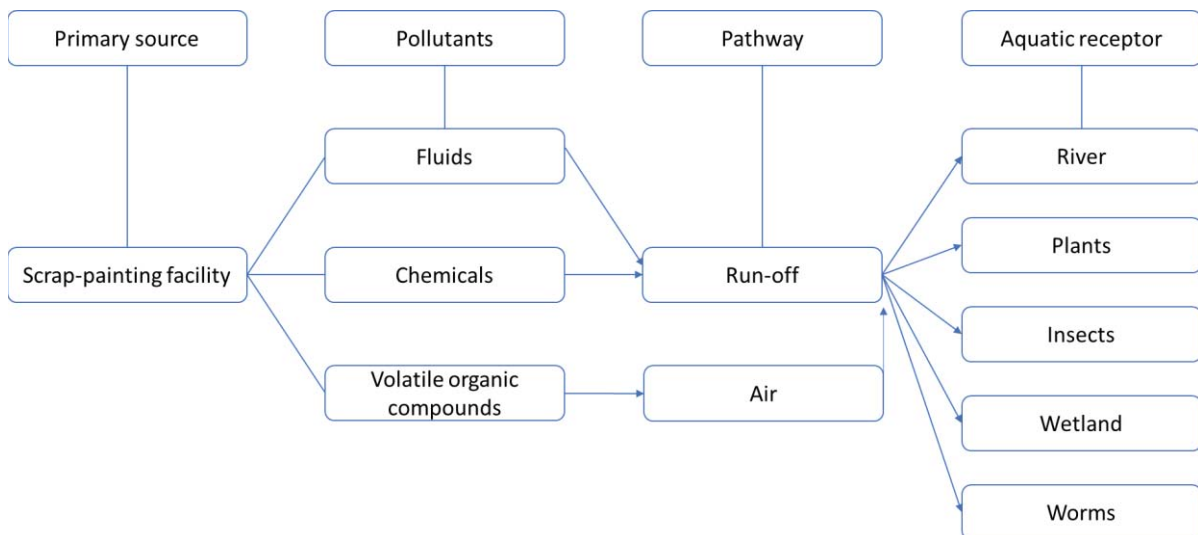 Primary source
Pollutants
Pathway
Aquatic receptor
Fluids
River
Scrap-painting facility
Chemicals
Run-off
Plants
Insects
Volatile organic
compounds
Air
Wetland
Worms